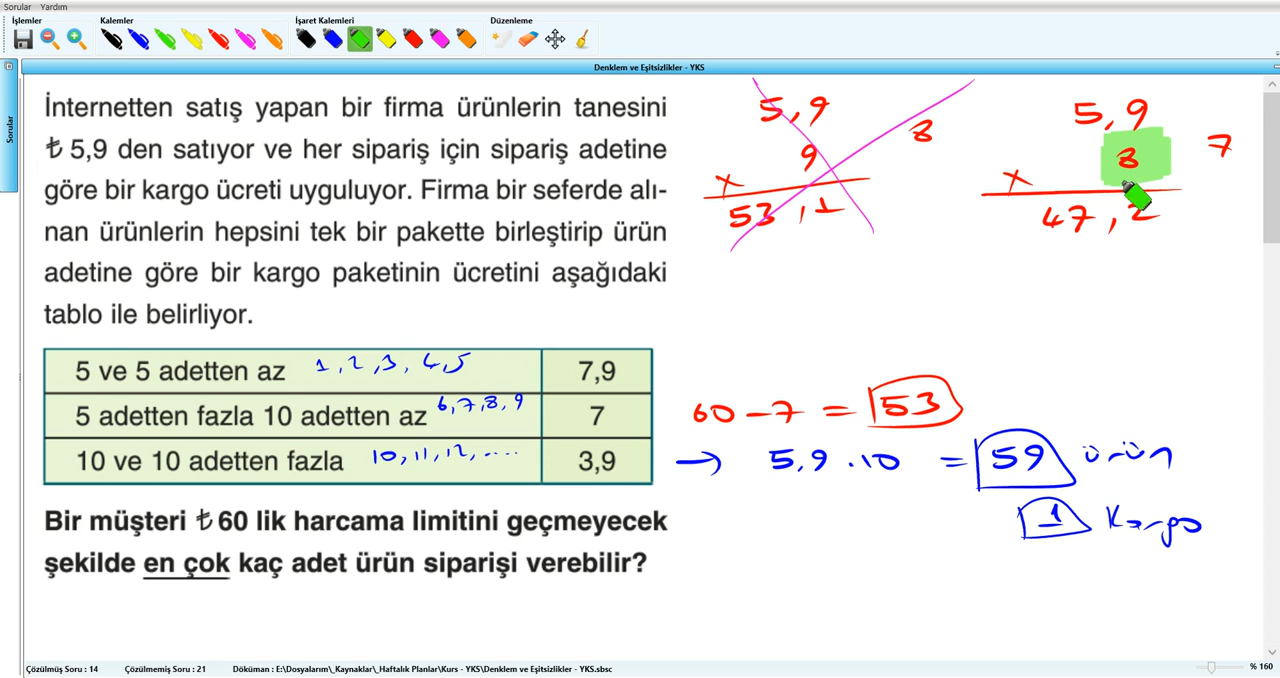 Sorular Yardım
İşlemler Kalemler İşaret Kalemleri Düzenleme
Denklem ve Eşitsizlikler - YKS
Sorular
İnternetten satış yapan bir firma ürünlerin tanesini
₺ 5,9 den satıyor ve her sipariş için sipariş adetine
göre bir kargo ücreti uyguluyor. Firma bir seferde alı-
nan ürünlerin hepsini tek bir pakette birleştirip ürün
adetine göre bir kargo paketinin ücretini aşağıdaki
tablo ile belirliyor.
5 ve 5 adetten az 1, 2, 3, 4, 5 7,9
5 adetten fazla 10 adetten az 6, 7, 8, 9 7
10 ve 10 adetten fazla 10, 11, 12, .... 3,9
Bir müşteri ₺ 60 lik harcama limitini geçmeyecek
şekilde en çok kaç adet ürün siparişi verebilir?
5,9
9
8
x
53,1
5,9
8
7
x
47,2
60 - 7 = 53
→ 5,9 . 10 = 59 ürün
1 Kargo
Çözülmüş Soru : 14 Çözülmemiş Soru : 21 Döküman : E:\Dosyalarım\_Kaynaklar\_Haftalık Planlar\Kurs - YKS\Denklem ve Eşitsizlikler - YKS.sbsc % 160